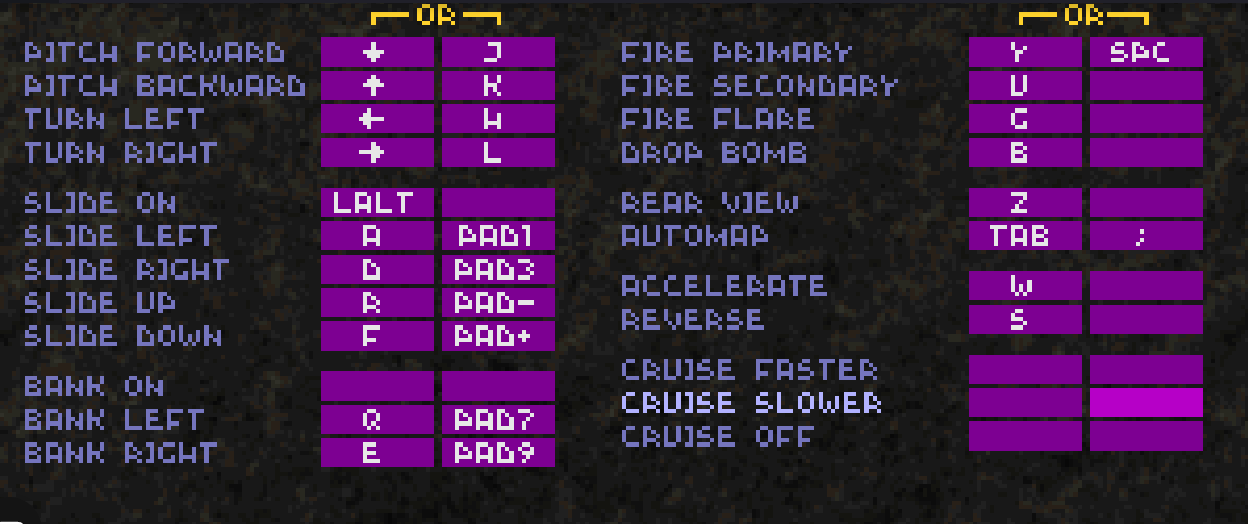 OR
PITCH FORWARD ↓ J
PITCH BACKWARD ↑ K
TURN LEFT ← H
TURN RIGHT → L
SLIDE ON LALT
SLIDE LEFT A PAD1
SLIDE RIGHT D PAD3
SLIDE UP R PAD-
SLIDE DOWN F PAD+
BANK ON
BANK LEFT Q PAD7
BANK RIGHT E PAD9
OR
FIRE PRIMARY Y SPC
FIRE SECONDARY U
FIRE FLARE G
DROP BOMB B
REAR VIEW Z
AUTOMAP TAB ;
ACCELERATE W
REVERSE S
CRUISE FASTER
CRUISE SLOWER
CRUISE OFF